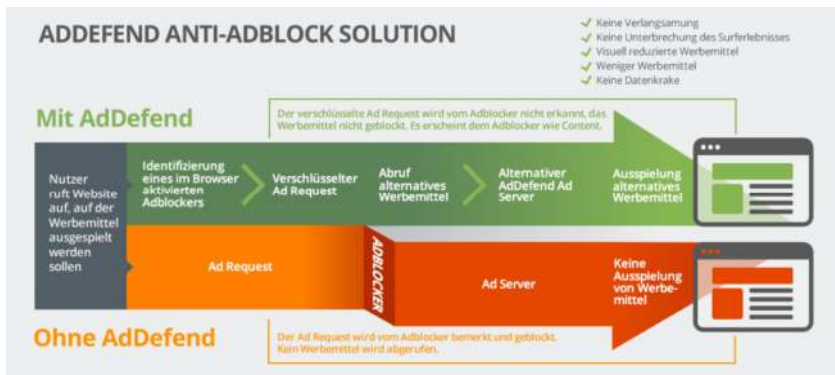 ADDEFEND ANTI-ADBLOCK SOLUTION
Keine Verlangsamung
Keine Unterbrechung des Surferlebnisses
Visuell reduzierte Werbemittel
Weniger Werbemittel
Keine Datenkrake
Mit AdDefend
Der verschlüsselte Ad Request wird vom Adblocker nicht erkannt, das
Werbemittel nicht geblockt. Es erscheint dem Adblocker wie Content.
Nutzer
ruft Website
auf, auf der
Werbemittel
ausgespielt
werden
sollen
Identifizierung
eines im Browser
aktivierten
Adblockers
Verschlüsselter
Ad Request
Abruf
alternatives
Werbemittel
Alternativer
AdDefend Ad
Server
Ausspielung
alternatives
Werbemittel
Ad Request
ADBLOCKER
Ad Server
Keine
Ausspielung
von Werbe-
mittel
Ohne AdDefend
Der Ad Request wird vom Adblocker bemerkt und geblockt.
Kein Werbemittel wird abgerufen.